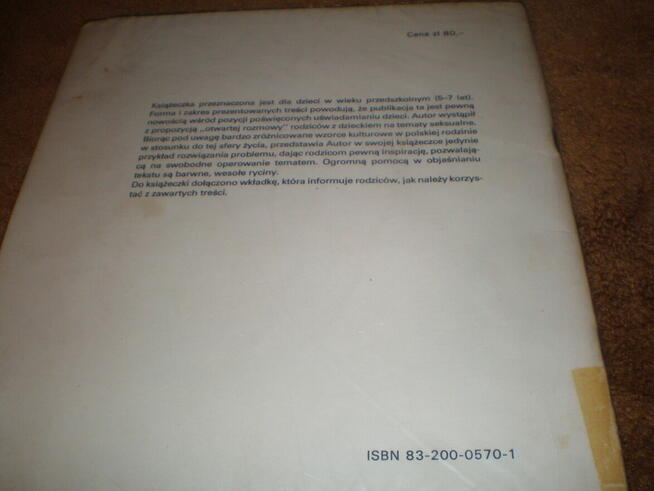 Cena zł 80,–
Książeczka przeznaczona jest dla dzieci w wieku przedszkolnym (5–7 lat).
Forma i zakres prezentowanych treści powodują, że publikacja ta jest pewną
nowością wśród pozycji poświęconych uświadamianiu dzieci. Autor wystąpił
z propozycją „otwartej rozmowy" rodziców z dzieckiem na tematy seksualne.
Biorąc pod uwagę bardzo zróżnicowane wzorce kulturowe w polskiej rodzinie
w stosunku do tej sfery życia, przedstawia Autor w swojej książeczce jedynie
przykład rozwiązania problemu, dając rodzicom pewną inspirację, pozwalają-
cą na swobodne operowanie tematem. Ogromną pomocą w objaśnianiu
tekstu są barwne, wesołe ryciny.
Do książeczki dołączono wkładkę, która informuje rodziców, jak należy korzys-
tać z zawartych treści.
ISBN 83-200-0570-1